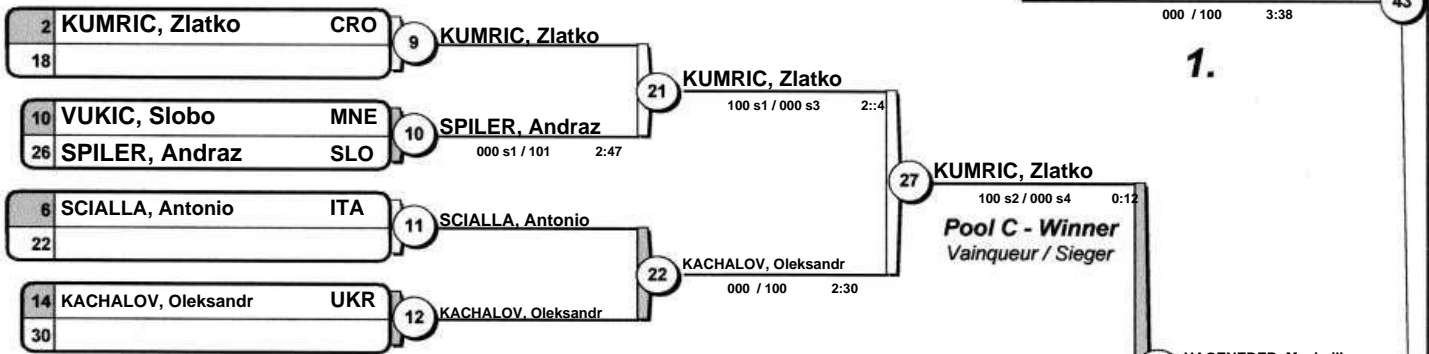 000 / 100 3:38
43
1.
2 KUMRIC, Zlatko CRO
18
9 KUMRIC, Zlatko
10 VUKIC, Slobo MNE
26 SPILER, Andraz SLO
10 SPILER, Andraz
000 s1 / 101 2:47
21 KUMRIC, Zlatko
100 s1 / 000 s3 2::4
6 SCIALLA, Antonio ITA
22
11 SCIALLA, Antonio
14 KACHALOV, Oleksandr UKR
30
12 KACHALOV, Oleksandr
22 KACHALOV, Oleksandr
000 / 100 2:30
27 KUMRIC, Zlatko
100 s2 / 000 s4 0:12
Pool C - Winner
Vainqueur / Sieger